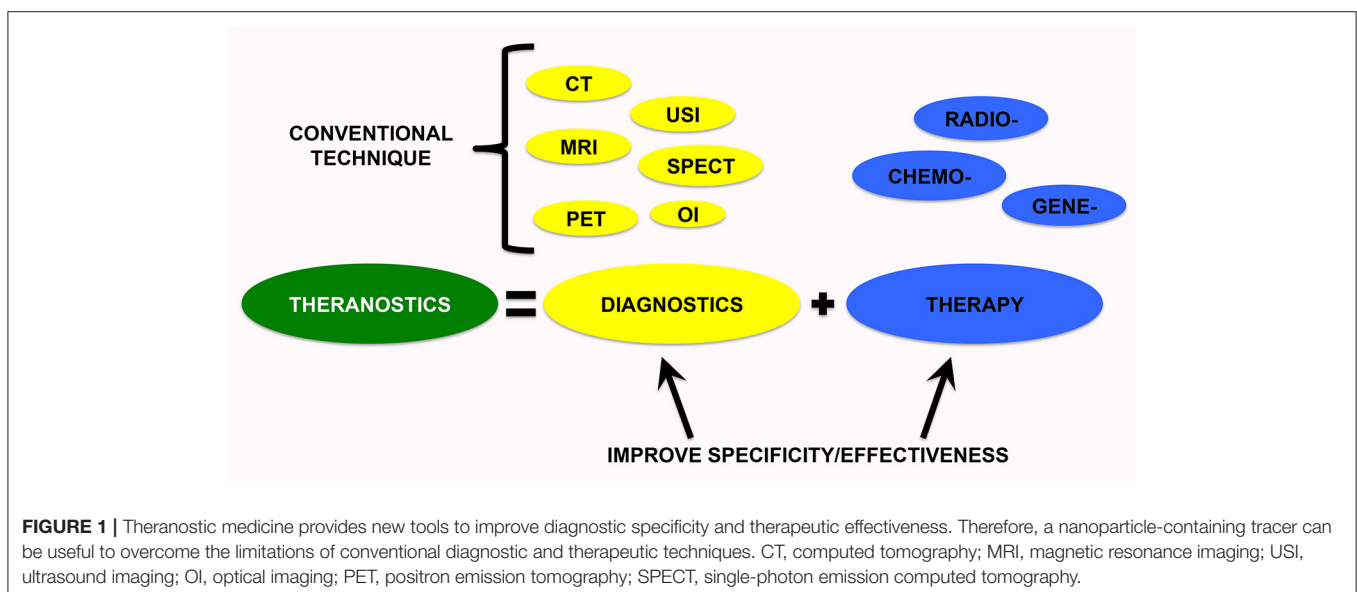 CT
USI
RADIO-
CONVENTIONAL
TECHNIQUE
MRI
SPECT
CHEMO-
PET
OI
GENE-
THERANOSTICS = DIAGNOSTICS + THERAPY
IMPROVE SPECIFICITY/EFFECTIVENESS
FIGURE 1 | Theranostic medicine provides new tools to improve diagnostic specificity and therapeutic effectiveness. Therefore, a nanoparticle-containing tracer can
be useful to overcome the limitations of conventional diagnostic and therapeutic techniques. CT, computed tomography; MRI, magnetic resonance imaging; USI,
ultrasound imaging; OI, optical imaging; PET, positron emission tomography; SPECT, single-photon emission computed tomography.